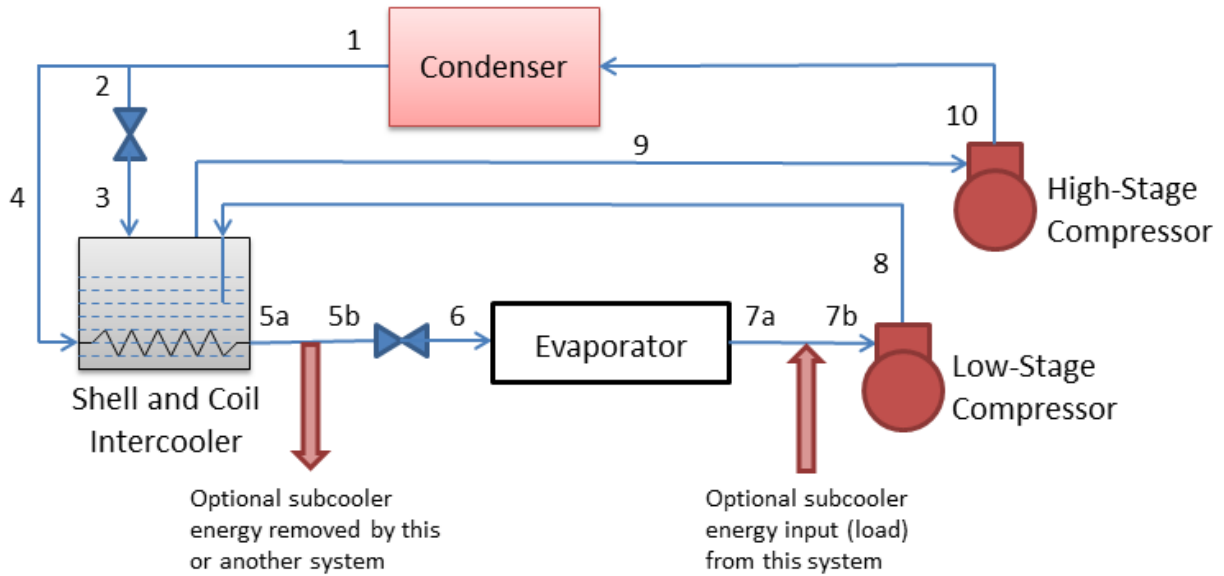 1
Condenser
2
10
9
4
3
High-Stage
Compressor
8
5a
5b
6
7a
7b
Evaporator
Shell and Coil
Intercooler
Low-Stage
Compressor
Optional subcooler
energy removed by this
or another system
Optional subcooler
energy input (load)
from this system